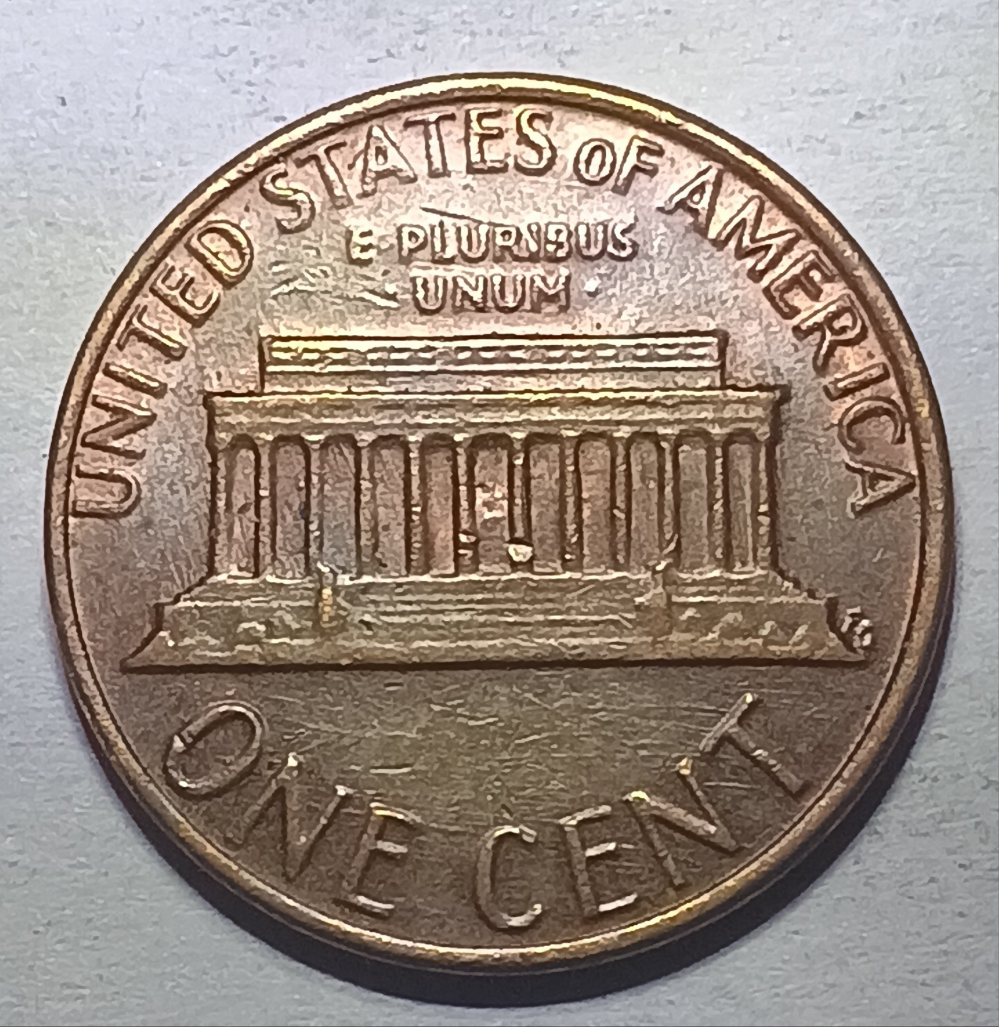 UNITED STATES OF AMERICA
E PLURIBUS
UNUM
ONE CENT